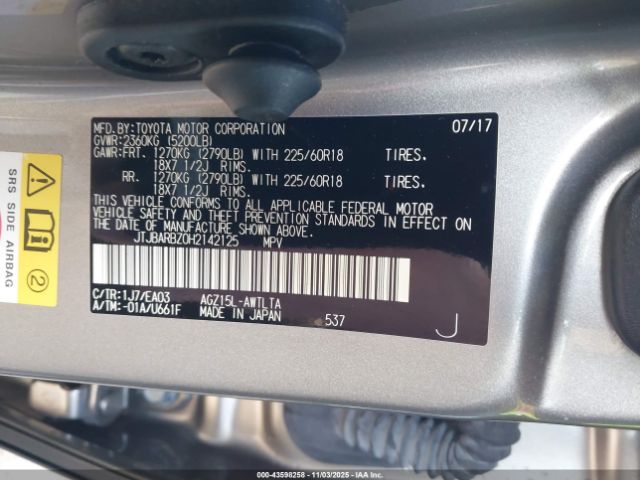 MFD.BY:TOYOTA MOTOR CORPORATION 07/17
GVWR:2360KG (5200LB)
GAWR:FRT. 1270KG (2790LB) WITH 225/60R18 TIRES.
18X7 1/2J RIMS.
RR. 1270KG (2790LB) WITH 225/60R18 TIRES.
18X7 1/2J RIMS.
THIS VEHICLE CONFORMS TO ALL APPLICABLE FEDERAL MOTOR
VEHICLE SAFETY AND THEFT PREVENTION STANDARDS IN EFFECT ON
THE DATE OF MANUFACTURE SHOWN ABOVE.
JTJBARBZ0H2142125 MPV
C/TR:1J7/EA03 AGZ15L-AWTLTA
A/TM:-01A/U661F MADE IN JAPAN 537
J
SRS SIDE AIRBAG
2
000-43598258 - 11/03/2025 - IAA, Inc.